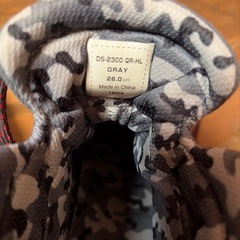 DS-2300 QR-HL
GRAY
26.0 cm
Made in China